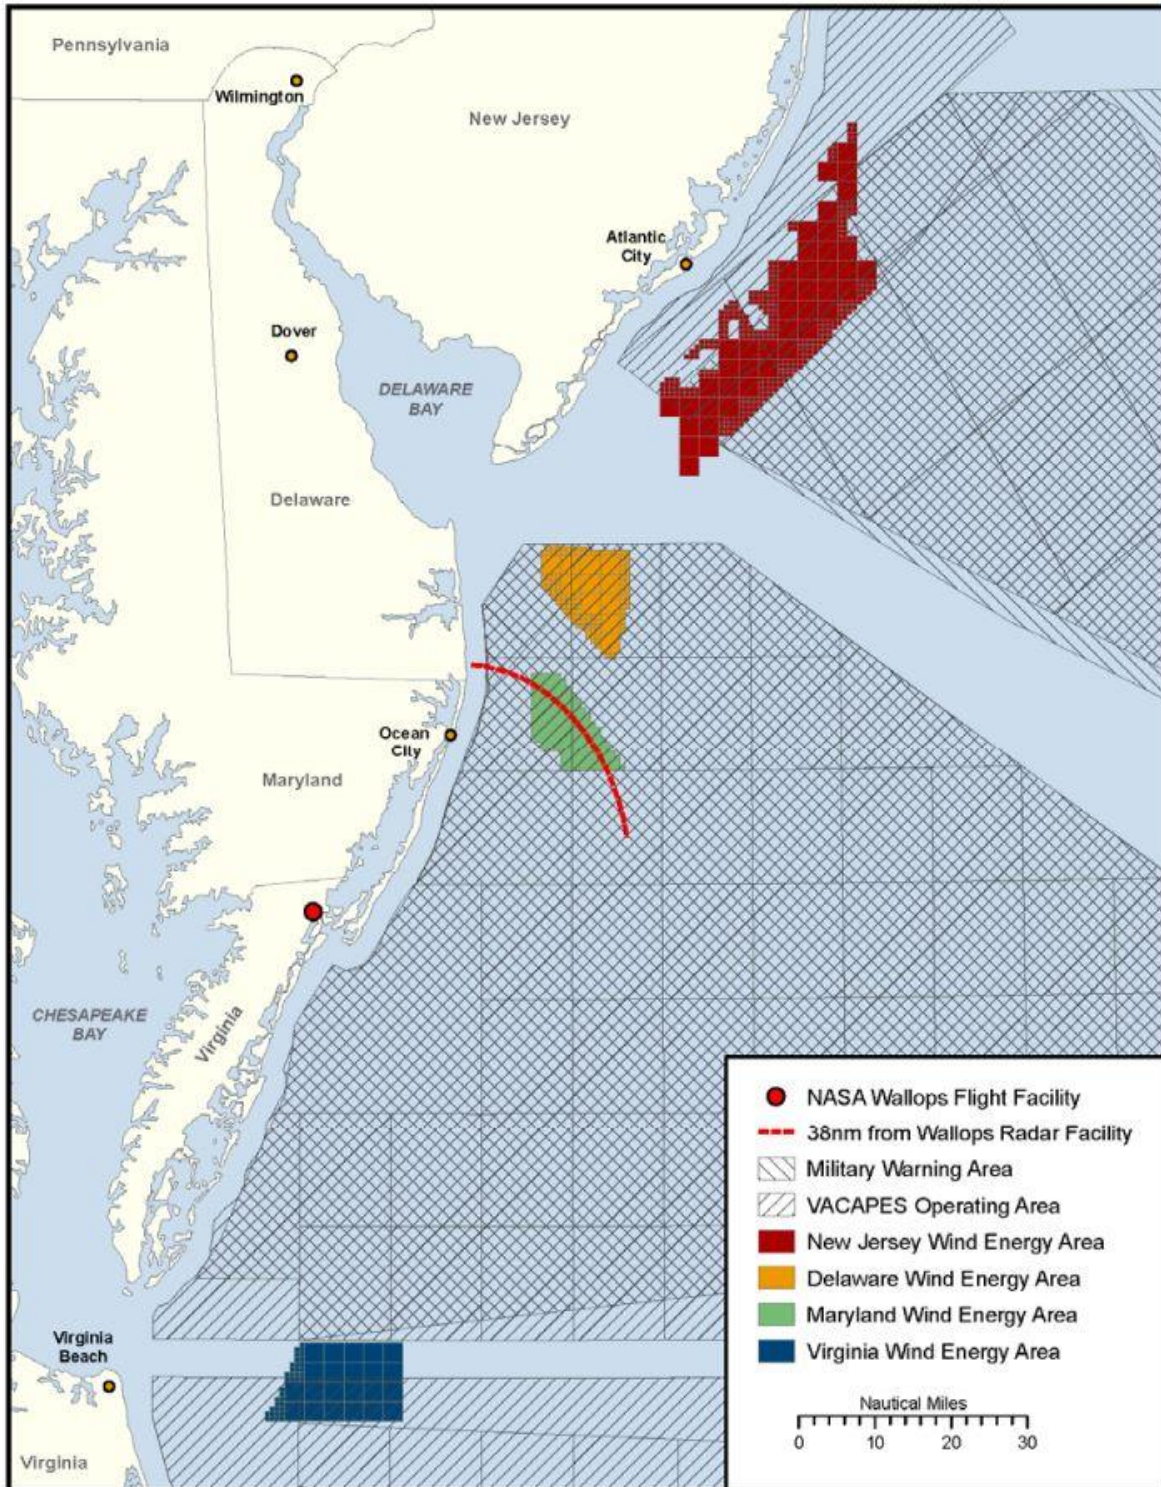 Pennsylvania
Wilmington
New Jersey
Atlantic
City
Dover
DELAWARE
BAY
Delaware
Ocean
City
Maryland
CHESAPEAKE
BAY
Virginia
Virginia
Beach
Virginia
NASA Wallops Flight Facility
38nm from Wallops Radar Facility
Military Warning Area
VACAPES Operating Area
New Jersey Wind Energy Area
Delaware Wind Energy Area
Maryland Wind Energy Area
Virginia Wind Energy Area
Nautical Miles
0 10 20 30